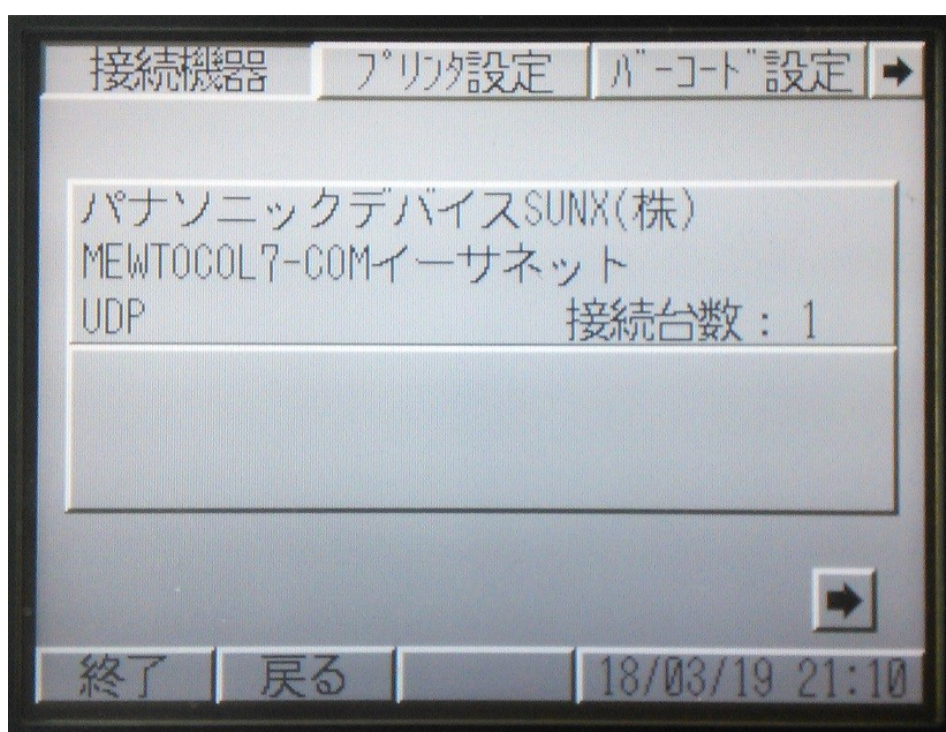 接続機器 プリンタ設定 バーコード設定
パナソニックデバイスSUNX(株)
MEWTOCOL7-COMイーサネット
UDP 接続台数: 1
終了 戻る 18/03/19 21:10